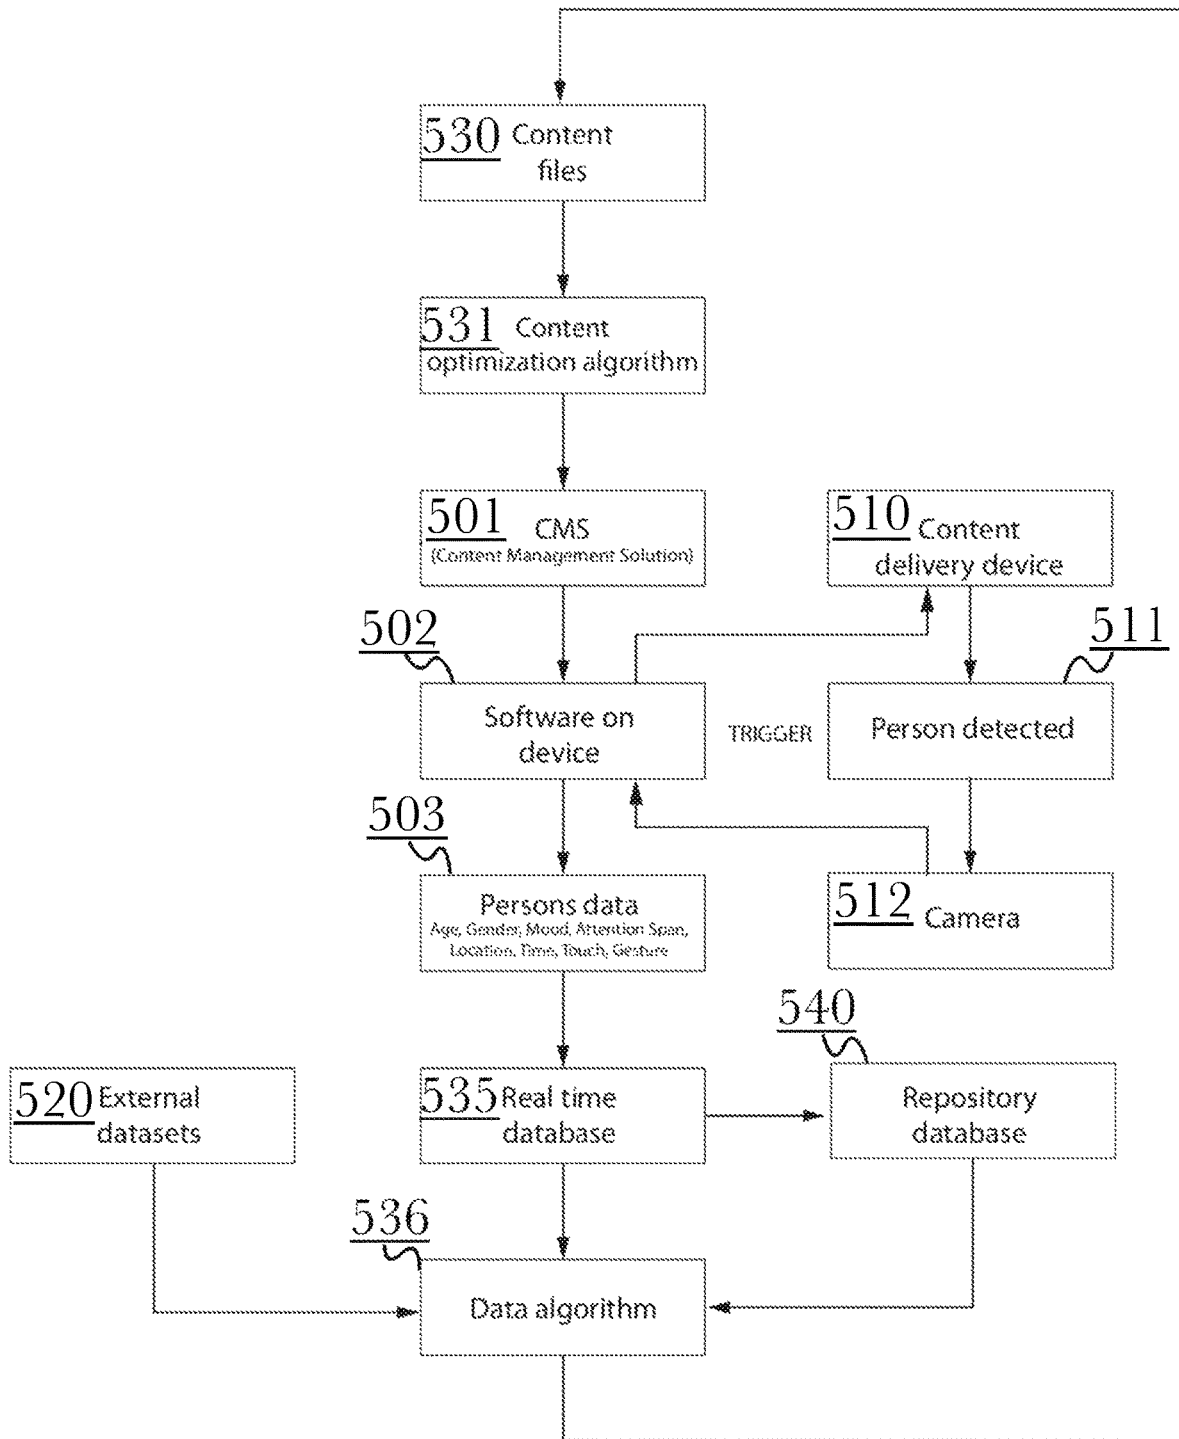 530 Content
files
531 Content
optimization algorithm
501 CMS
(Content Management Solution)
510 Content
delivery device
502
511
Software on
device
TRIGGER
Person detected
503
Persons data
Age, Gender, Mood, Attention Span,
Location, Time, Touch, Gesture
512 Camera
540
520 External
datasets
535 Real time
database
Repository
database
536
Data algorithm